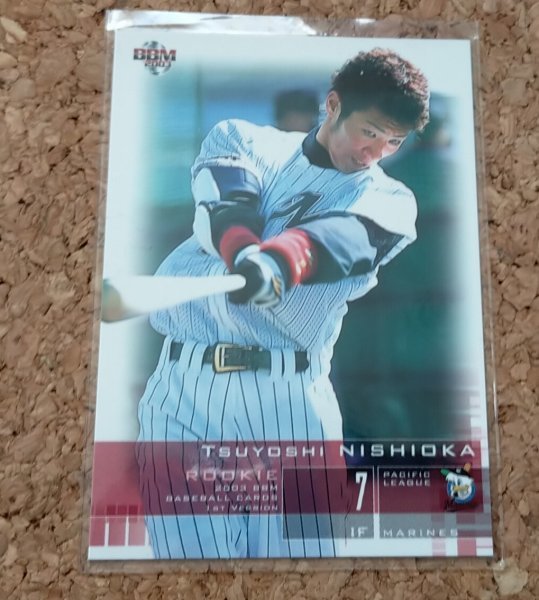 BBM
2003
TSUYOSHI NISHIOKA
ROOKIE
2003 BBM
BASEBALL CARDS
1ST VERSION
7
IF
PACIFIC
LEAGUE
MARINES